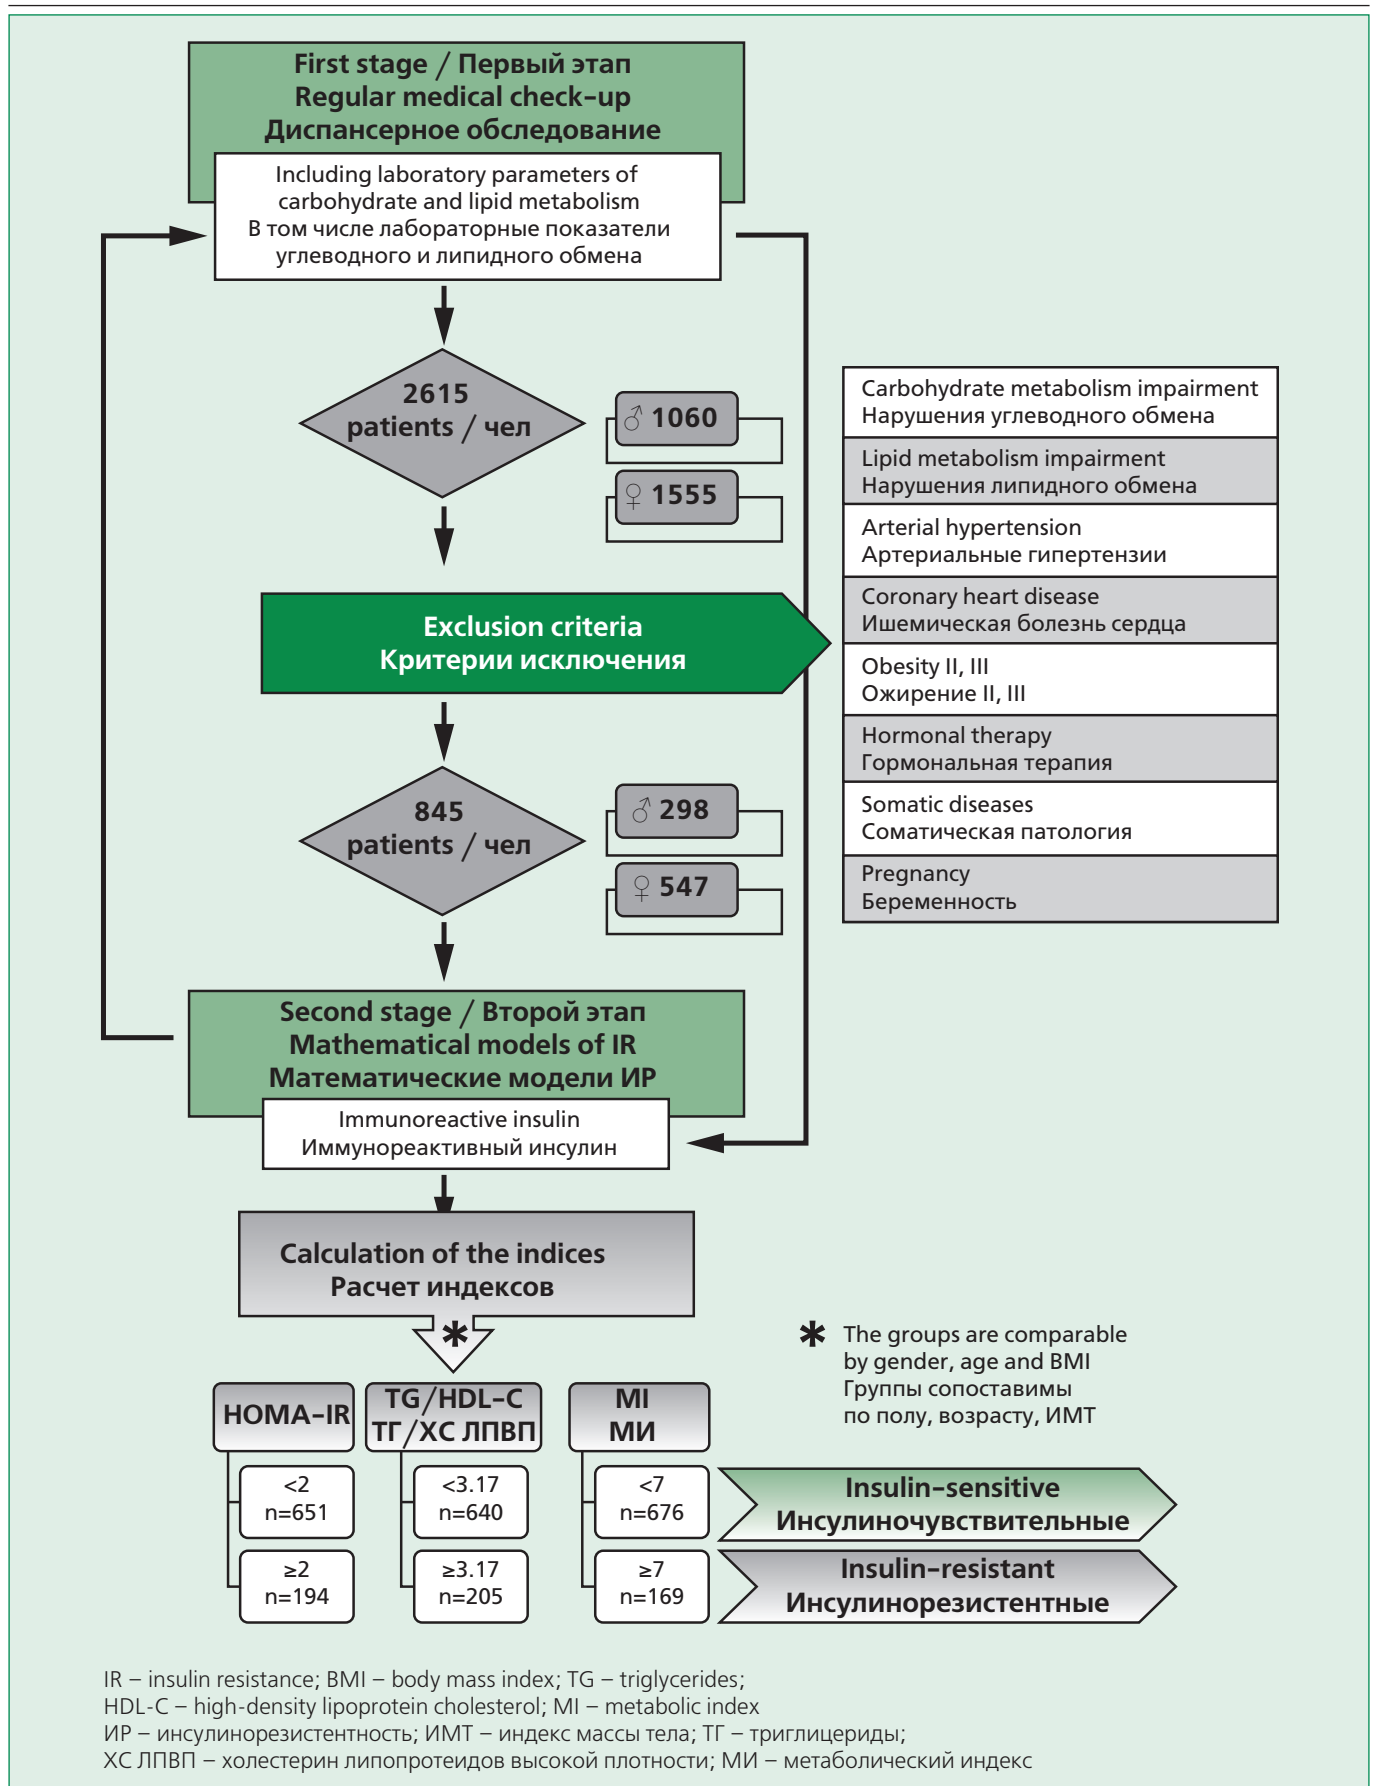 First stage / Первый этап
Regular medical check-up
Диспансерное обследование
Including laboratory parameters of
carbohydrate and lipid metabolism
В том числе лабораторные показатели
углеводного и липидного обмена
2615
patients / чел
♂ 1060
♀ 1555
Exclusion criteria
Критерии исключения
Carbohydrate metabolism impairment
Нарушения углеводного обмена
Lipid metabolism impairment
Нарушения липидного обмена
Arterial hypertension
Артериальные гипертензии
Coronary heart disease
Ишемическая болезнь сердца
Obesity II, III
Ожирение II, III
Hormonal therapy
Гормональная терапия
Somatic diseases
Соматическая патология
Pregnancy
Беременность
845
patients / чел
♂ 298
♀ 547
Second stage / Второй этап
Mathematical models of IR
Математические модели ИР
Immunoreactive insulin
Иммунореактивный инсулин
Calculation of the indices
Расчет индексов
*
* The groups are comparable
by gender, age and BMI
Группы сопоставимы
по полу, возрасту, ИМТ
HOMA-IR
<2
n=651
≥2
n=194
TG/HDL-C
ТГ/ХС ЛПВП
<3.17
n=640
≥3.17
n=205
MI
МИ
<7
n=676
≥7
n=169
Insulin-sensitive
Инсулиночувствительные
Insulin-resistant
Инсулинорезистентные
IR – insulin resistance; BMI – body mass index; TG – triglycerides;
HDL-C – high-density lipoprotein cholesterol; MI – metabolic index
ИР – инсулинорезистентность; ИМТ – индекс массы тела; ТГ – триглицериды;
ХС ЛПВП – холестерин липопротеидов высокой плотности; МИ – метаболический индекс